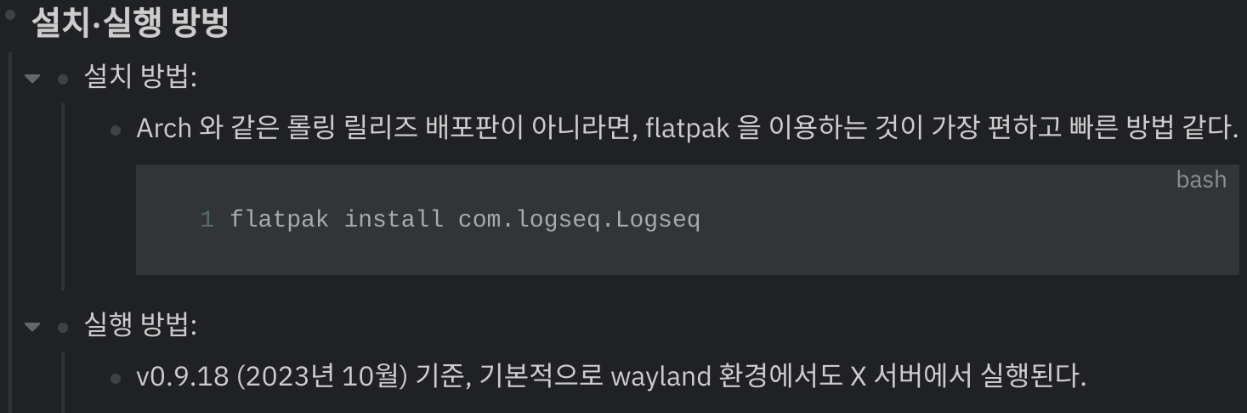 설치·실행 방벙
설치 방법:
Arch 와 같은 롤링 릴리즈 배포판이 아니라면, flatpak 을 이용하는 것이 가장 편하고 빠른 방법 같다.
bash
1 flatpak install com.logseq.Logseq
실행 방법:
v0.9.18 (2023년 10월) 기준, 기본적으로 wayland 환경에서도 X 서버에서 실행된다.